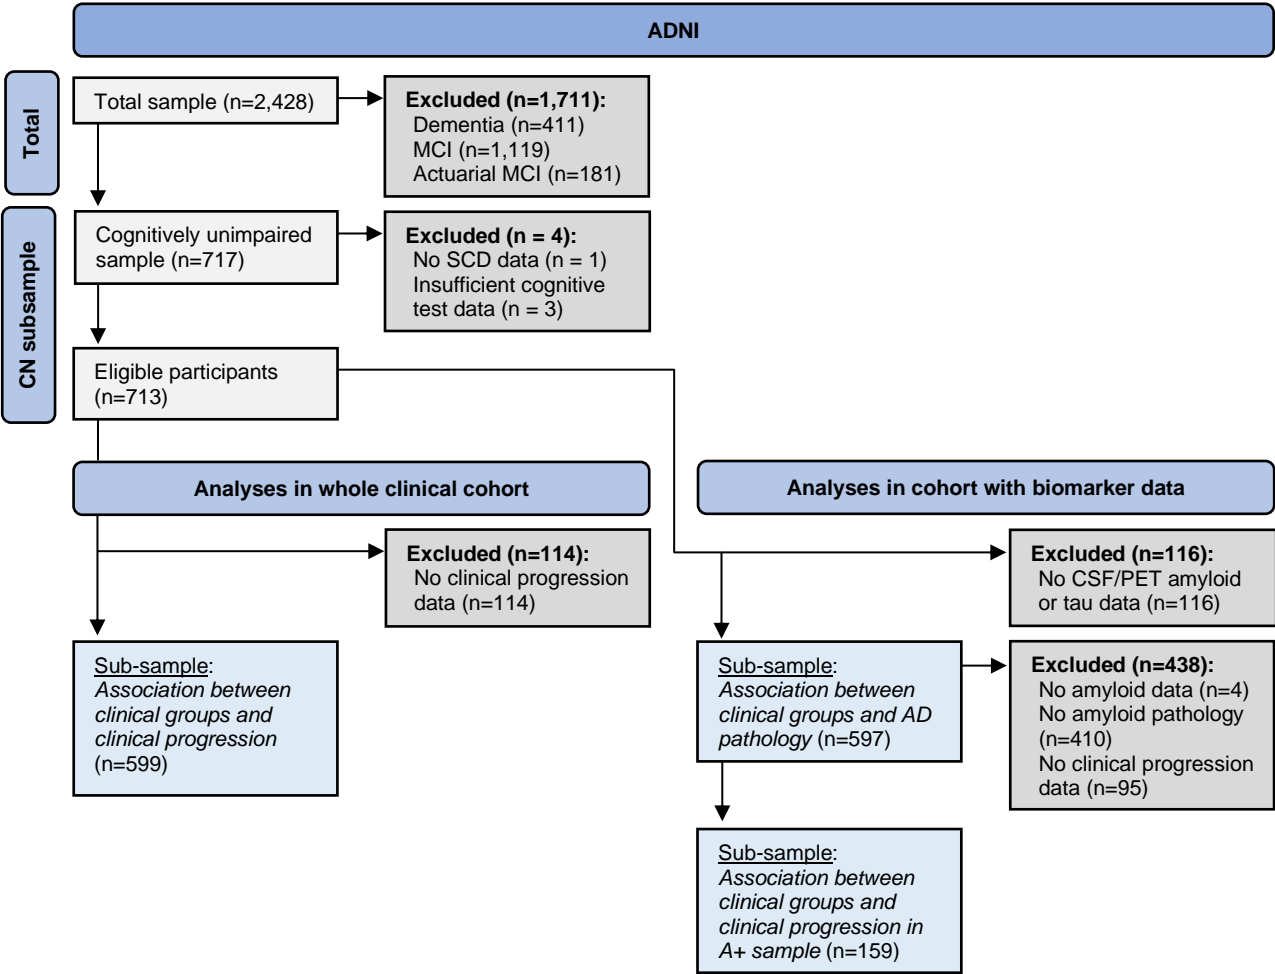 ADNI
Total
Total sample (n=2,428)
Excluded (n=1,711):
Dementia (n=411)
MCI (n=1,119)
Actuarial MCI (n=181)
CN subsample
Cognitively unimpaired
sample (n=717)
Excluded (n = 4):
No SCD data (n = 1)
Insufficient cognitive
test data (n = 3)
Eligible participants
(n=713)
Analyses in whole clinical cohort
Excluded (n=114):
No clinical progression
data (n=114)
Sub-sample:
Association between
clinical groups and
clinical progression
(n=599)
Analyses in cohort with biomarker data
Excluded (n=116):
No CSF/PET amyloid
or tau data (n=116)
Sub-sample:
Association between
clinical groups and AD
pathology (n=597)
Excluded (n=438):
No amyloid data (n=4)
No amyloid pathology
(n=410)
No clinical progression
data (n=95)
Sub-sample:
Association between
clinical groups and
clinical progression in
A+ sample (n=159)